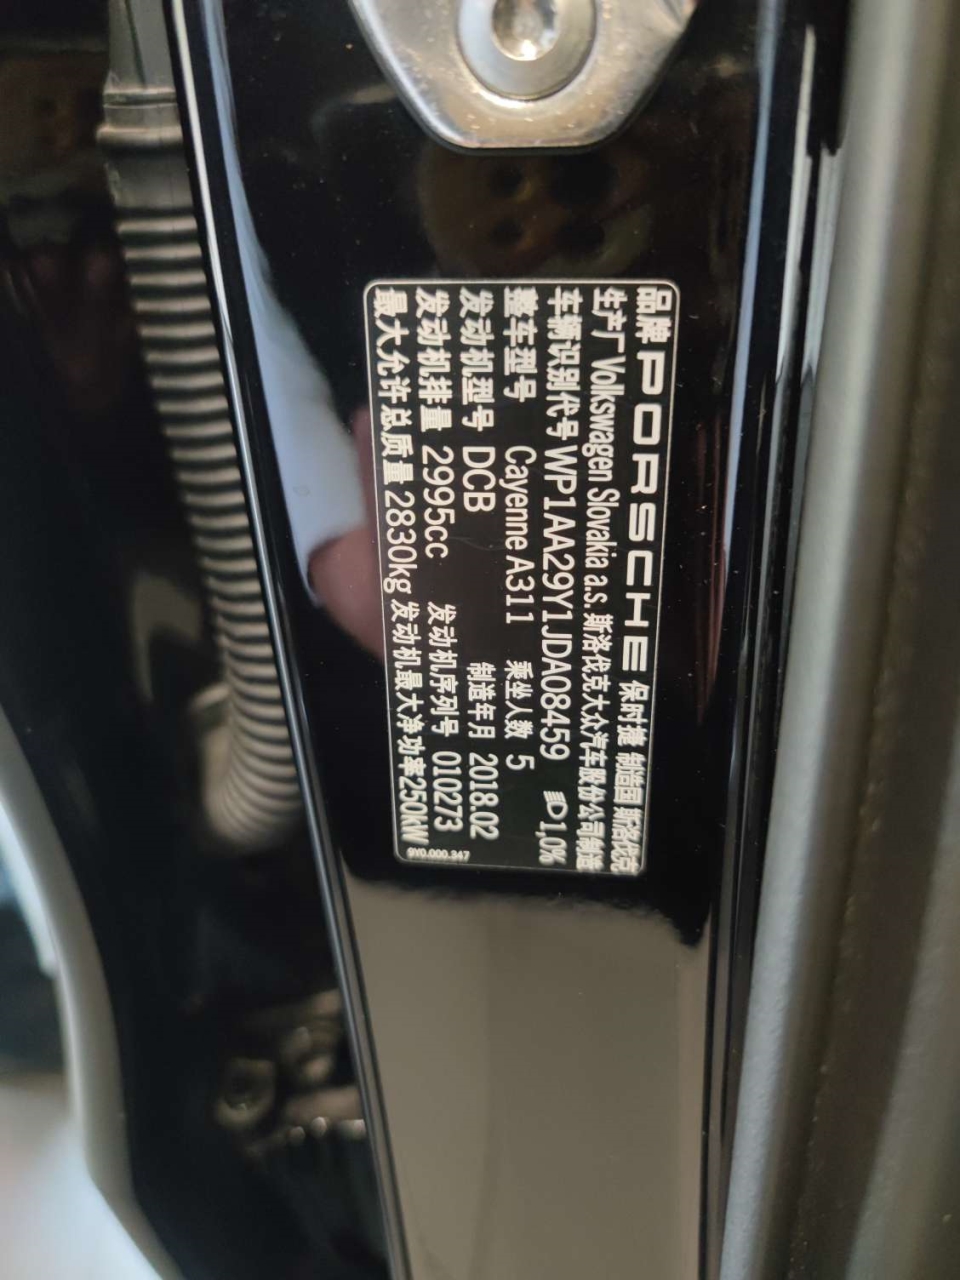 品牌 PORSCHE 保时捷 制造国 斯洛伐克
生产厂 Volkswagen Slovakia a.s. 斯洛伐克大众汽车股份公司制造
车辆识别代号 WP1AA29Y1JDA08459 1,0%
整车型号 Cayenne A311 乘坐人数 5
发动机型号 DCB 制造年月 2018.02
发动机排量 2995cc 发动机序列号 010273
最大允许总质量 2830kg 发动机最大净功率250kW
9Y0.000.347